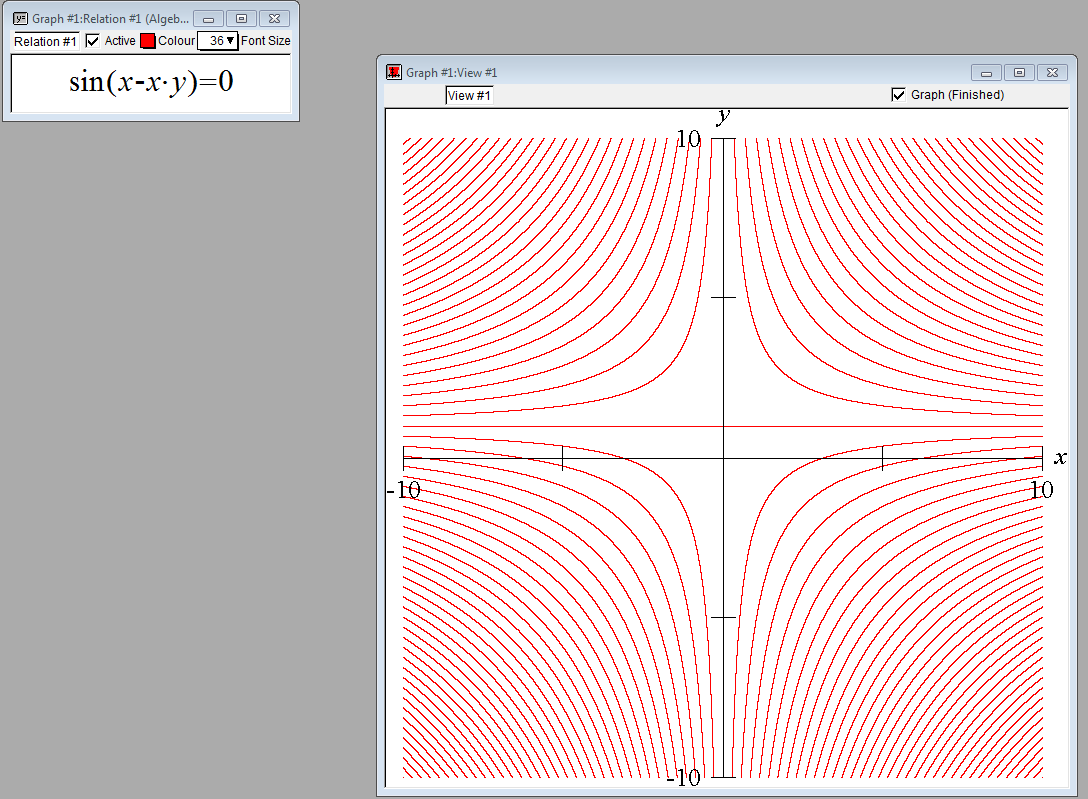 Graph #1:Relation #1 (Algeb...
Relation #1 Active Colour 36 Font Size
sin(x-x·y)=0
Graph #1:View #1
View #1 Graph (Finished)
y
10
x
-10 10
-10